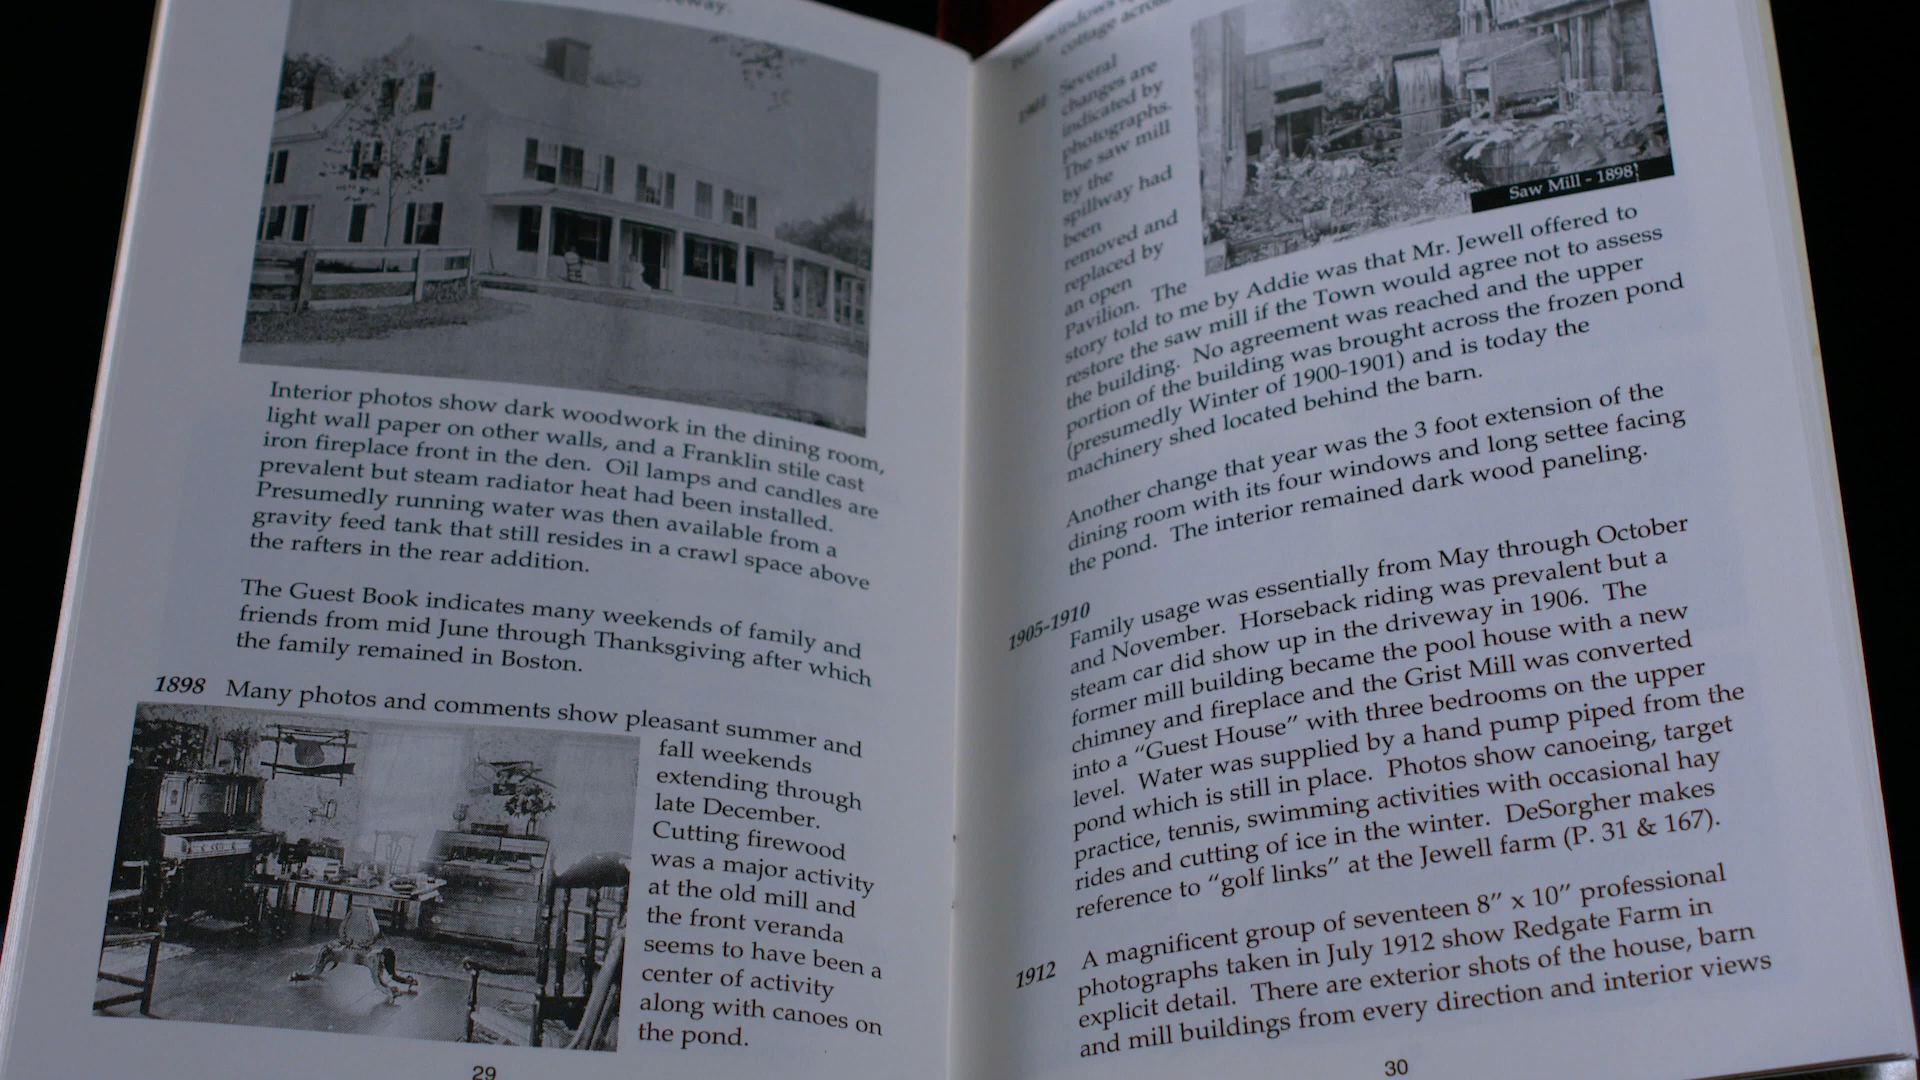 Interior photos show dark woodwork in the dining room,
light wall paper on other walls, and a Franklin stile cast
iron fireplace front in the den. Oil lamps and candles are
prevalent but steam radiator heat had been installed.
Presumedly running water was then available from a
gravity feed tank that still resides in a crawl space above
the rafters in the rear addition.
The Guest Book indicates many weekends of family and
friends from mid June through Thanksgiving after which
the family remained in Boston.
1898 Many photos and comments show pleasant summer and
fall weekends
extending through
late December.
Cutting firewood
was a major activity
at the old mill and
the front veranda
seems to have been a
center of activity
along with canoes on
the pond.
29
cottage across
1901 Several
changes are
indicated by
photographs.
The saw mill
by the
spillway had
been
removed and
replaced by
an open
Pavilion. The
Saw Mill - 1898
story told to me by Addie was that Mr. Jewell offered to
restore the saw mill if the Town would agree not to assess
the building. No agreement was reached and the upper
portion of the building was brought across the frozen pond
(presumedly Winter of 1900-1901) and is today the
machinery shed located behind the barn.
Another change that year was the 3 foot extension of the
dining room with its four windows and long settee facing
the pond. The interior remained dark wood paneling.
1905-1910
Family usage was essentially from May through October
and November. Horseback riding was prevalent but a
steam car did show up in the driveway in 1906. The
former mill building became the pool house with a new
chimney and fireplace and the Grist Mill was converted
into a “Guest House” with three bedrooms on the upper
level. Water was supplied by a hand pump piped from the
pond which is still in place. Photos show canoeing, target
practice, tennis, swimming activities with occasional hay
rides and cutting of ice in the winter. DeSorgher makes
reference to “golf links” at the Jewell farm (P. 31 & 167).
1912 A magnificent group of seventeen 8” x 10” professional
photographs taken in July 1912 show Redgate Farm in
explicit detail. There are exterior shots of the house, barn
and mill buildings from every direction and interior views
30